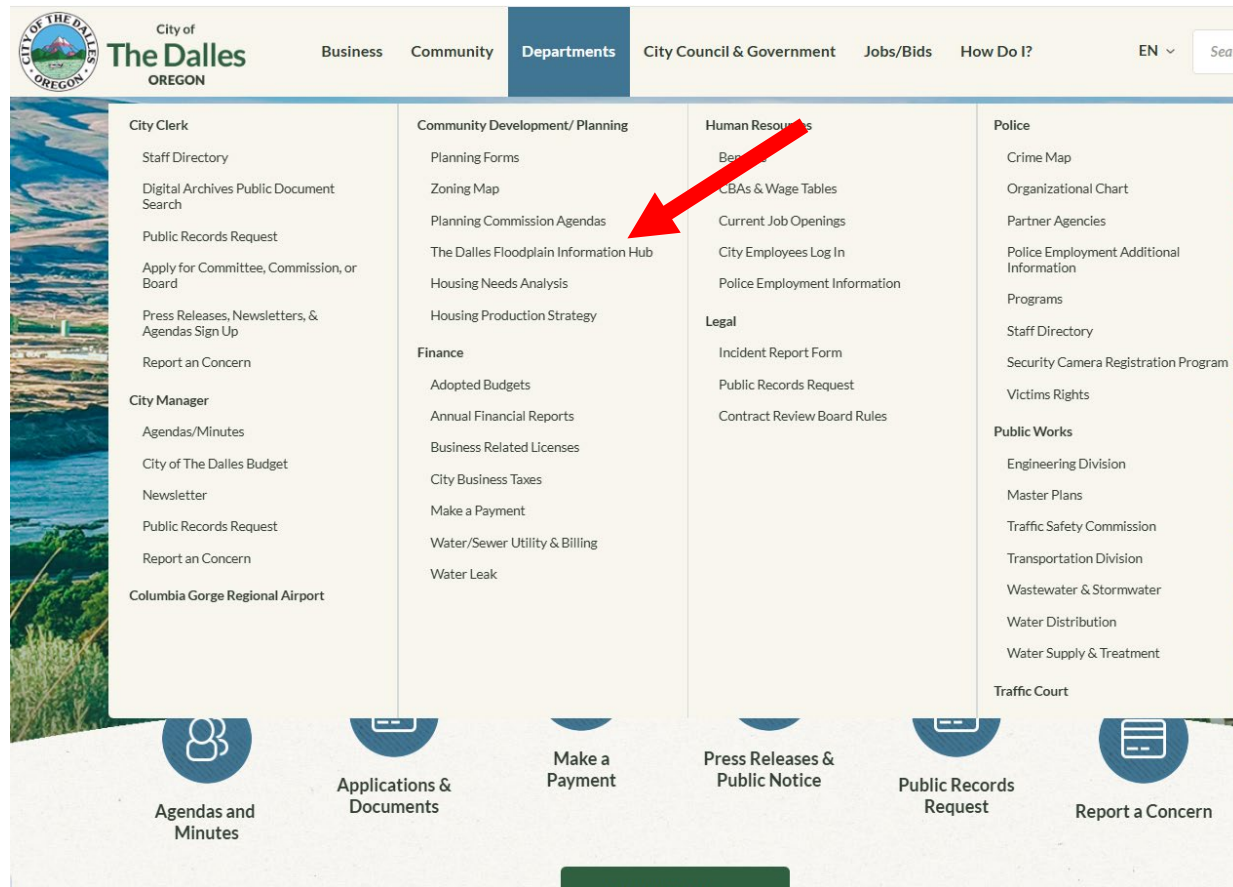 CITY OF THE DALLES
OREGON
City of
The Dalles
OREGON
Business Community Departments City Council & Government Jobs/Bids How Do I? EN
City Clerk
Staff Directory
Digital Archives Public Document
Search
Public Records Request
Apply for Committee, Commission, or
Board
Press Releases, Newsletters, &
Agendas Sign Up
Report an Concern
City Manager
Agendas/Minutes
City of The Dalles Budget
Newsletter
Public Records Request
Report an Concern
Columbia Gorge Regional Airport
Community Development/ Planning
Planning Forms
Zoning Map
Planning Commission Agendas
The Dalles Floodplain Information Hub
Housing Needs Analysis
Housing Production Strategy
Finance
Adopted Budgets
Annual Financial Reports
Business Related Licenses
City Business Taxes
Make a Payment
Water/Sewer Utility & Billing
Water Leak
Human Resources
CBAs & Wage Tables
Current Job Openings
City Employees Log In
Police Employment Information
Legal
Incident Report Form
Public Records Request
Contract Review Board Rules
Police
Crime Map
Organizational Chart
Partner Agencies
Police Employment Additional
Information
Programs
Staff Directory
Security Camera Registration Program
Victims Rights
Public Works
Engineering Division
Master Plans
Traffic Safety Commission
Transportation Division
Wastewater & Stormwater
Water Distribution
Water Supply & Treatment
Traffic Court
Agendas and
Minutes
Applications &
Documents
Make a
Payment
Press Releases &
Public Notice
Public Records
Request
Report a Concern